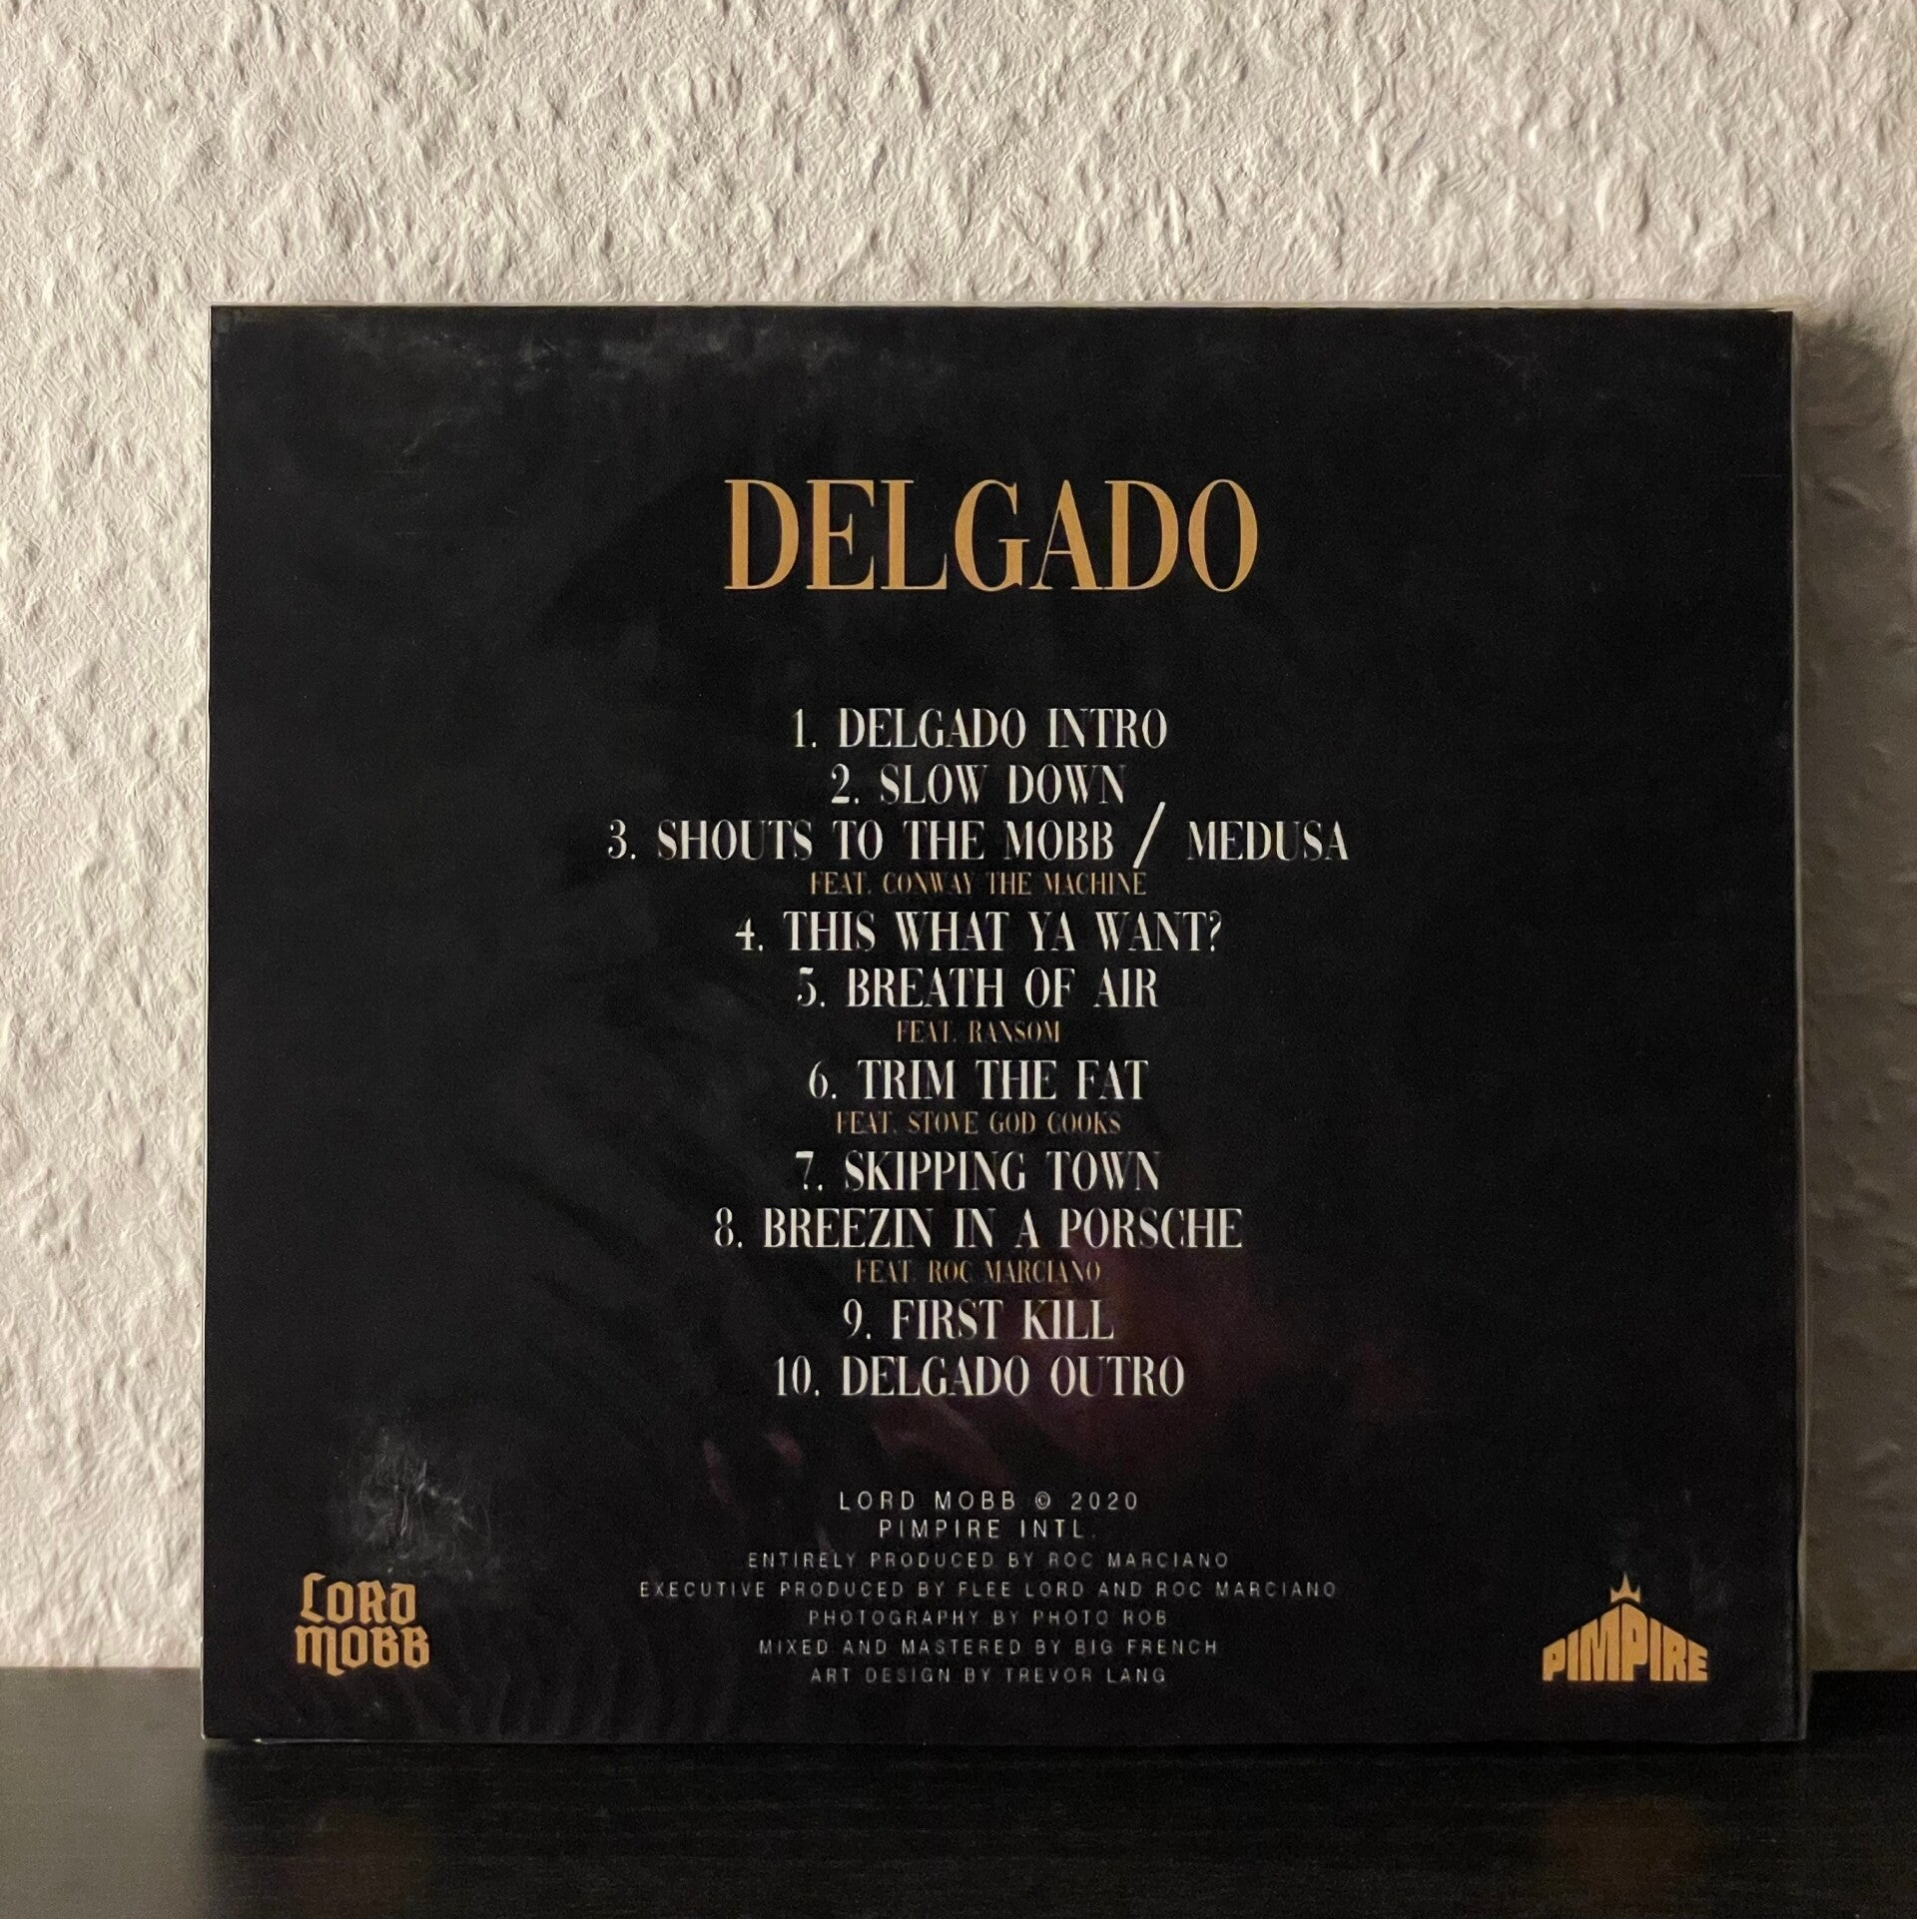 DELGADO
1. DELGADO INTRO
2. SLOW DOWN
3. SHOUTS TO THE MOBB / MEDUSA
FEAT. CONWAY THE MACHINE
4. THIS WHAT YA WANT?
5. BREATH OF AIR
FEAT. RANSOM
6. TRIM THE FAT
FEAT. STOVE GOD COOKS
7. SKIPPING TOWN
8. BREEZIN IN A PORSCHE
FEAT. ROC MARCIANO
9. FIRST KILL
10. DELGADO OUTRO
LORD MOBB © 2020
PIMPIRE INTL.
ENTIRELY PRODUCED BY ROC MARCIANO
EXECUTIVE PRODUCED BY FLEE LORD AND ROC MARCIANO
PHOTOGRAPHY BY PHOTO ROB
MIXED AND MASTERED BY BIG FRENCH
ART DESIGN BY TREVOR LANG
LORD
MOBB
PIMPIRE